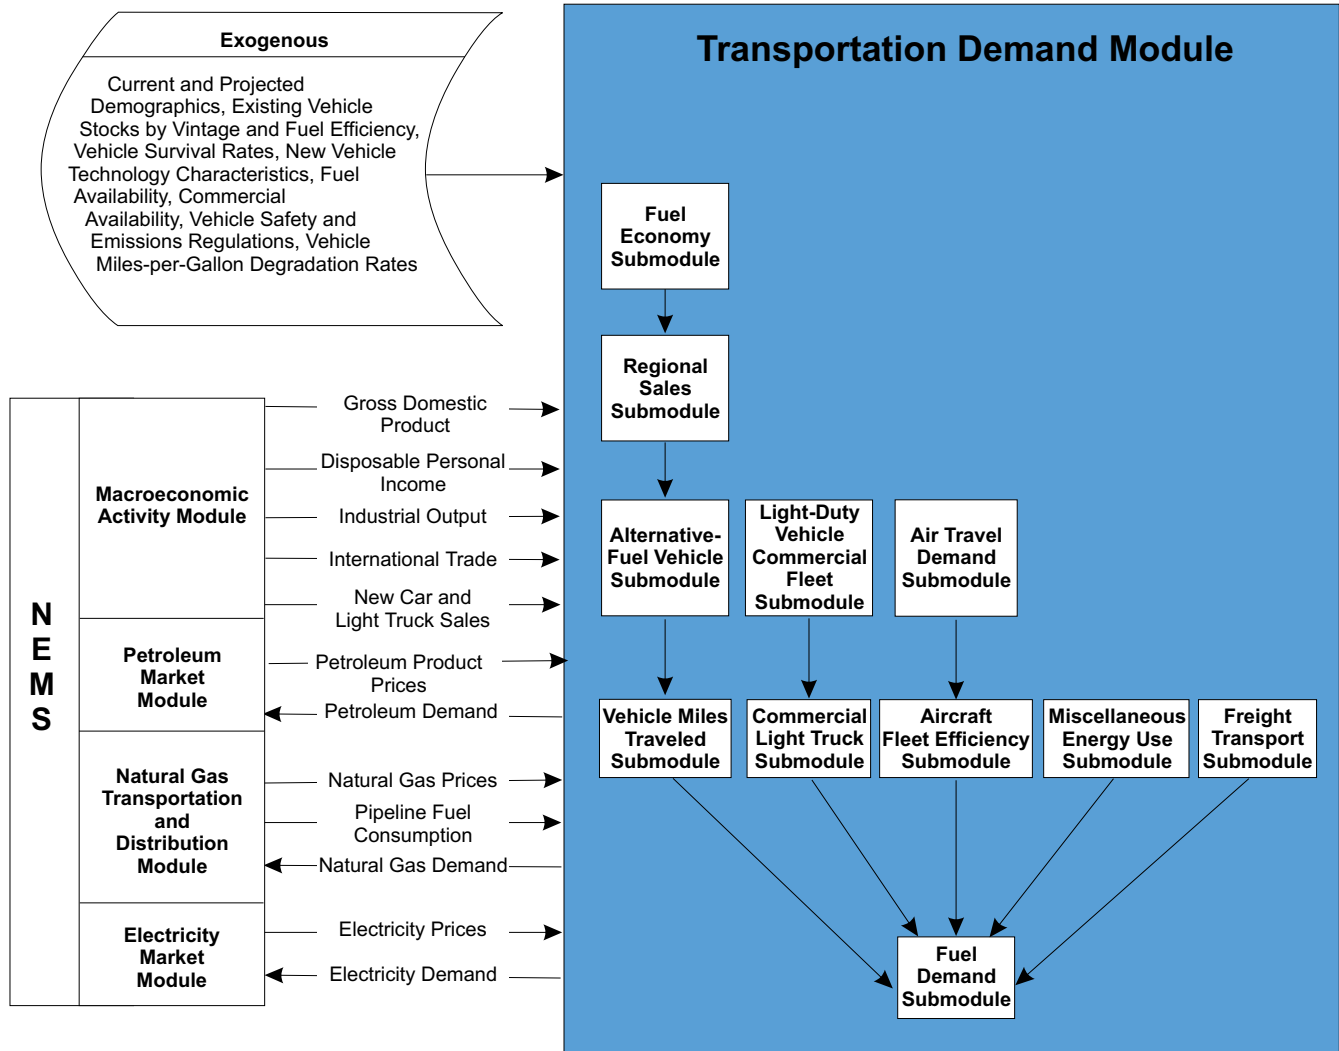 Exogenous
Current and Projected
Demographics, Existing Vehicle
Stocks by Vintage and Fuel Efficiency,
Vehicle Survival Rates, New Vehicle
Technology Characteristics, Fuel
Availability, Commercial
Availability, Vehicle Safety and
Emissions Regulations, Vehicle
Miles-per-Gallon Degradation Rates
N
E
M
S
Macroeconomic
Activity Module
Petroleum
Market
Module
Natural Gas
Transportation
and
Distribution
Module
Electricity
Market
Module
Gross Domestic
Product
Disposable Personal
Income
Industrial Output
International Trade
New Car and
Light Truck Sales
Petroleum Product
Prices
Petroleum Demand
Natural Gas Prices
Pipeline Fuel
Consumption
Natural Gas Demand
Electricity Prices
Electricity Demand
Transportation Demand Module
Fuel
Economy
Submodule
Regional
Sales
Submodule
Alternative-
Fuel Vehicle
Submodule
Light-Duty
Vehicle
Commercial
Fleet
Submodule
Air Travel
Demand
Submodule
Vehicle Miles
Traveled
Submodule
Commercial
Light Truck
Submodule
Aircraft
Fleet Efficiency
Submodule
Miscellaneous
Energy Use
Submodule
Freight
Transport
Submodule
Fuel
Demand
Submodule